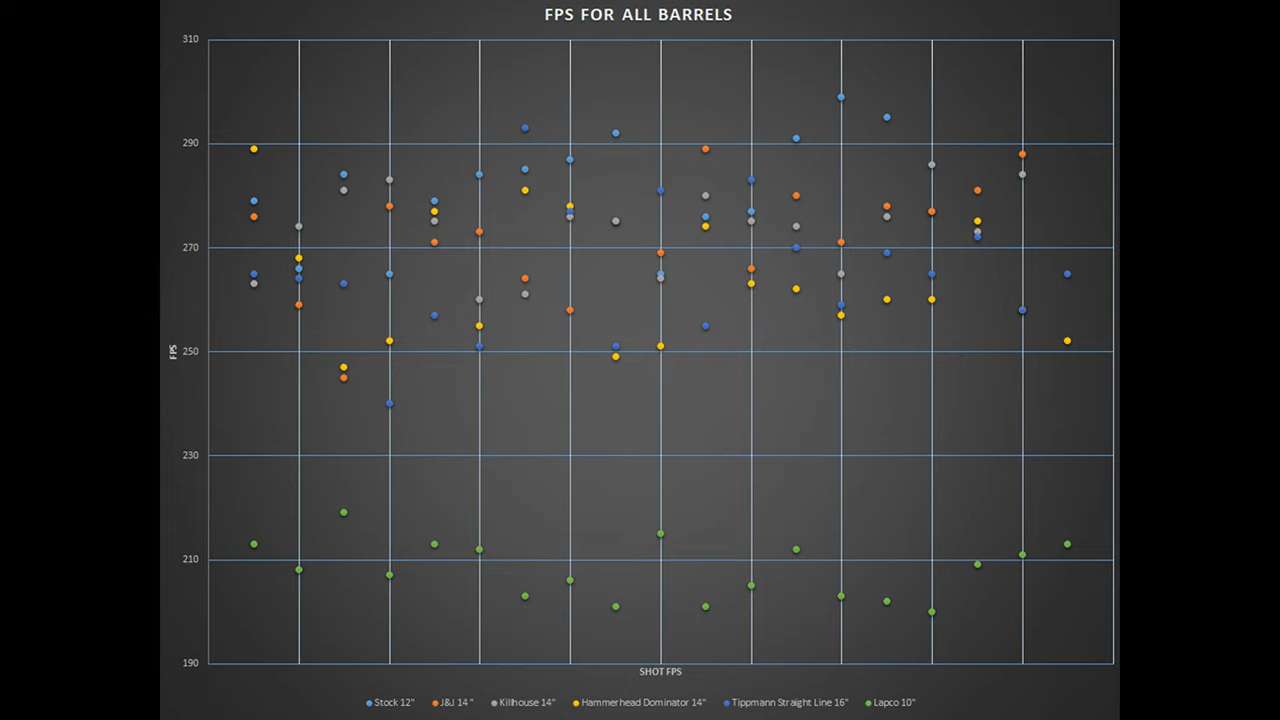 FPS FOR ALL BARRELS
310
290
270
250
230
210
190
FPS
SHOT FPS
Stock 12" J&J 14 " Killhouse 14" Hammerhead Dominator 14" Tippmann Straight Line 16" Lapco 10"